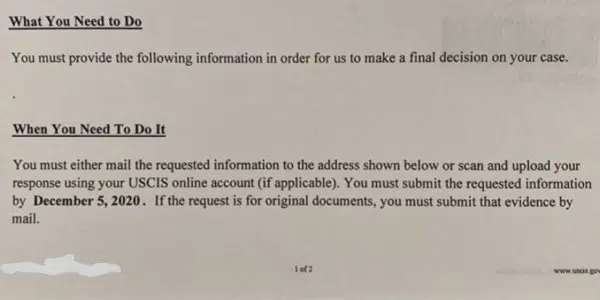 What You Need to Do
You must provide the following information in order for us to make a final decision on your case.
.
When You Need To Do It
You must either mail the requested information to the address shown below or scan and upload your
response using your USCIS online account (if applicable). You must submit the requested information
by December 5, 2020. If the request is for original documents, you must submit that evidence by
mail.
1 of 2
www.uscis.gov